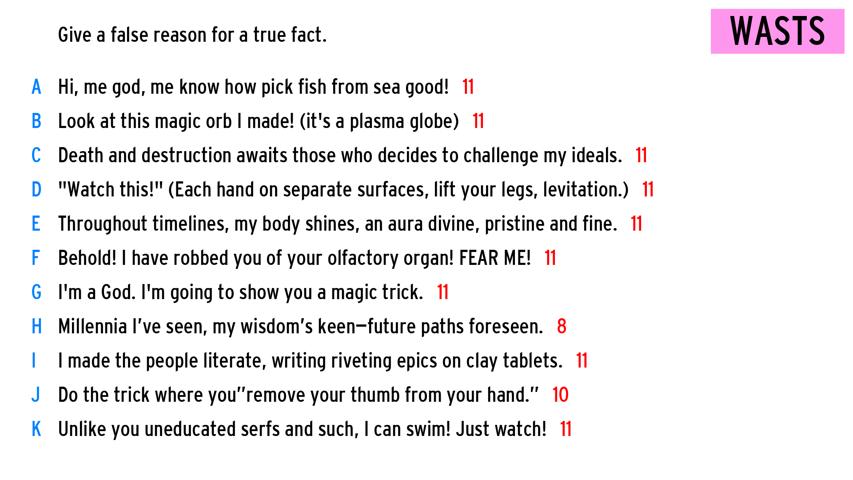 WASTS
Give a false reason for a true fact.
A Hi, me god, me know how pick fish from sea good! 11
B Look at this magic orb I made! (it's a plasma globe) 11
C Death and destruction awaits those who decides to challenge my ideals. 11
D "Watch this!" (Each hand on separate surfaces, lift your legs, levitation.) 11
E Throughout timelines, my body shines, an aura divine, pristine and fine. 11
F Behold! I have robbed you of your olfactory organ! FEAR ME! 11
G I'm a God. I'm going to show you a magic trick. 11
H Millennia I’ve seen, my wisdom’s keen—future paths foreseen. 8
I I made the people literate, writing riveting epics on clay tablets. 11
J Do the trick where you”remove your thumb from your hand.” 10
K Unlike you uneducated serfs and such, I can swim! Just watch! 11